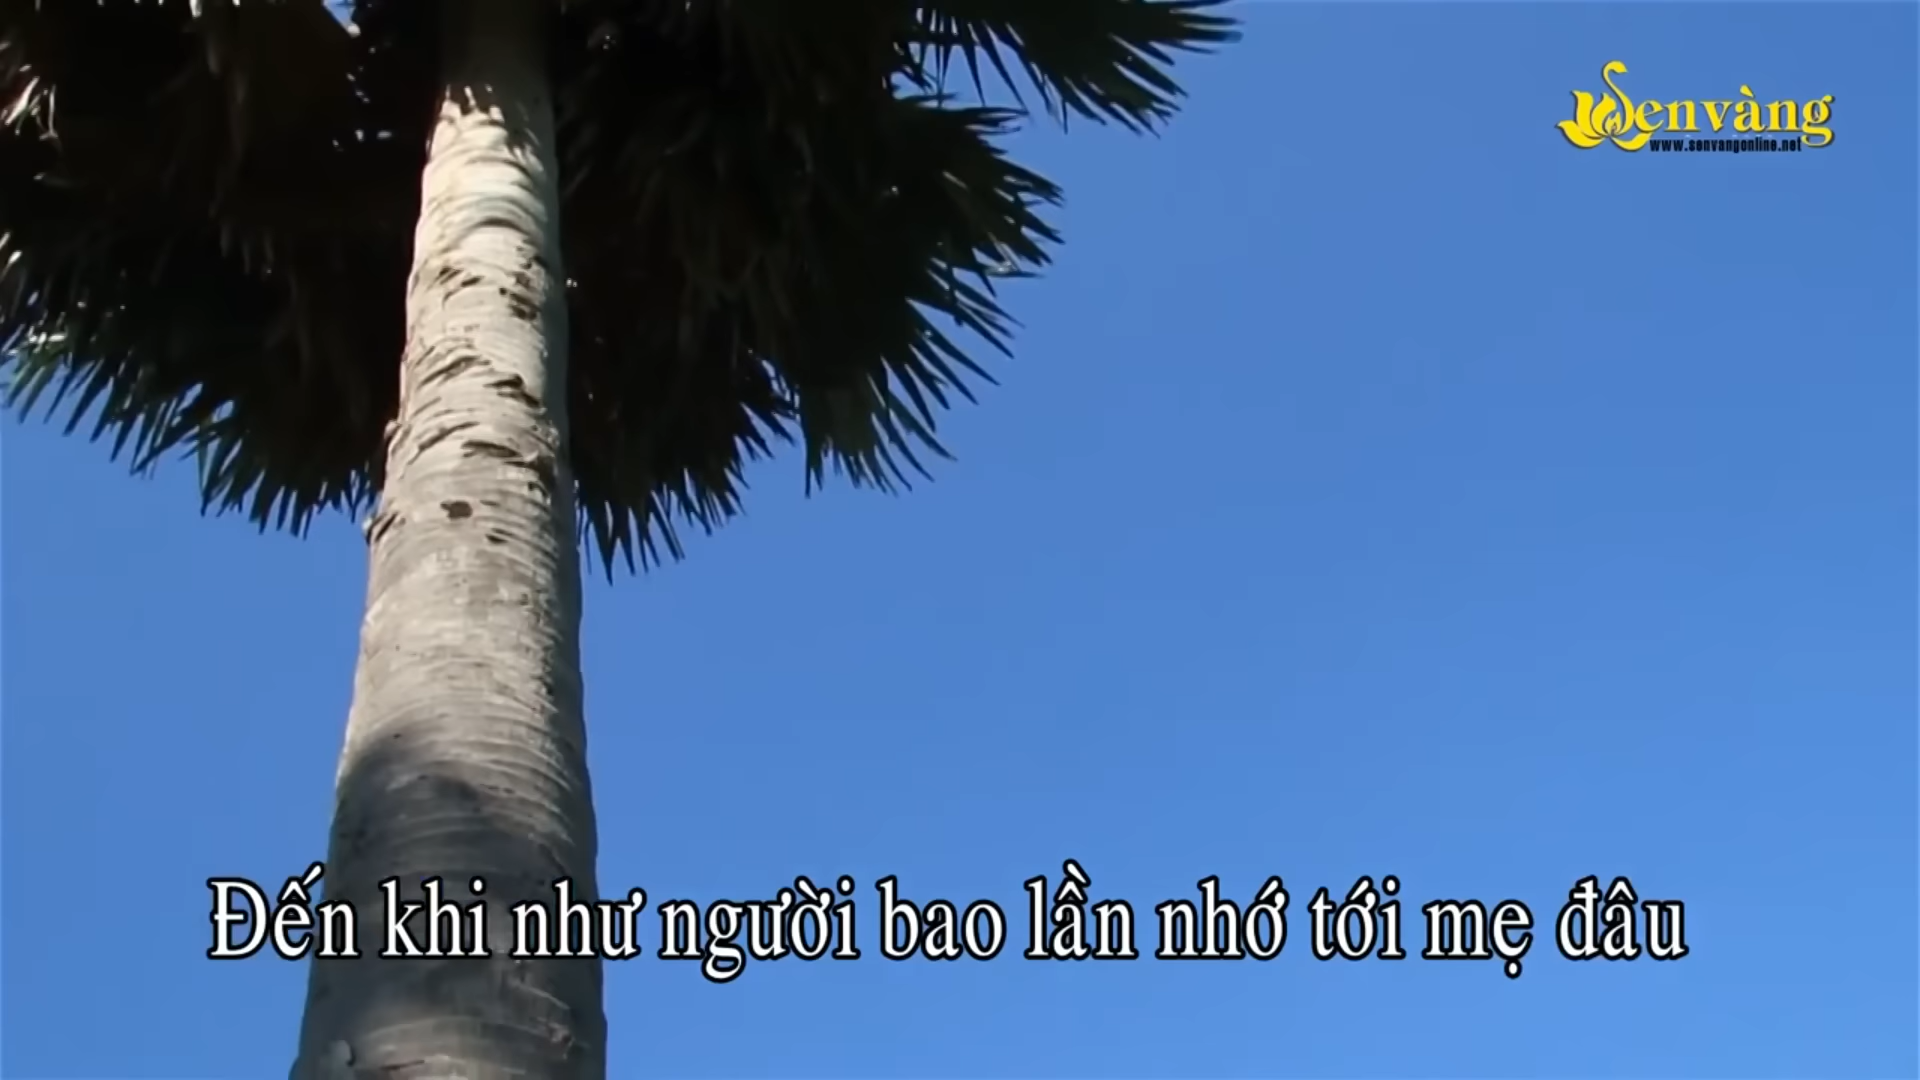 Senvàng
www.senvangonline.net
Đến khi như người bao lần nhớ tới mẹ đâu